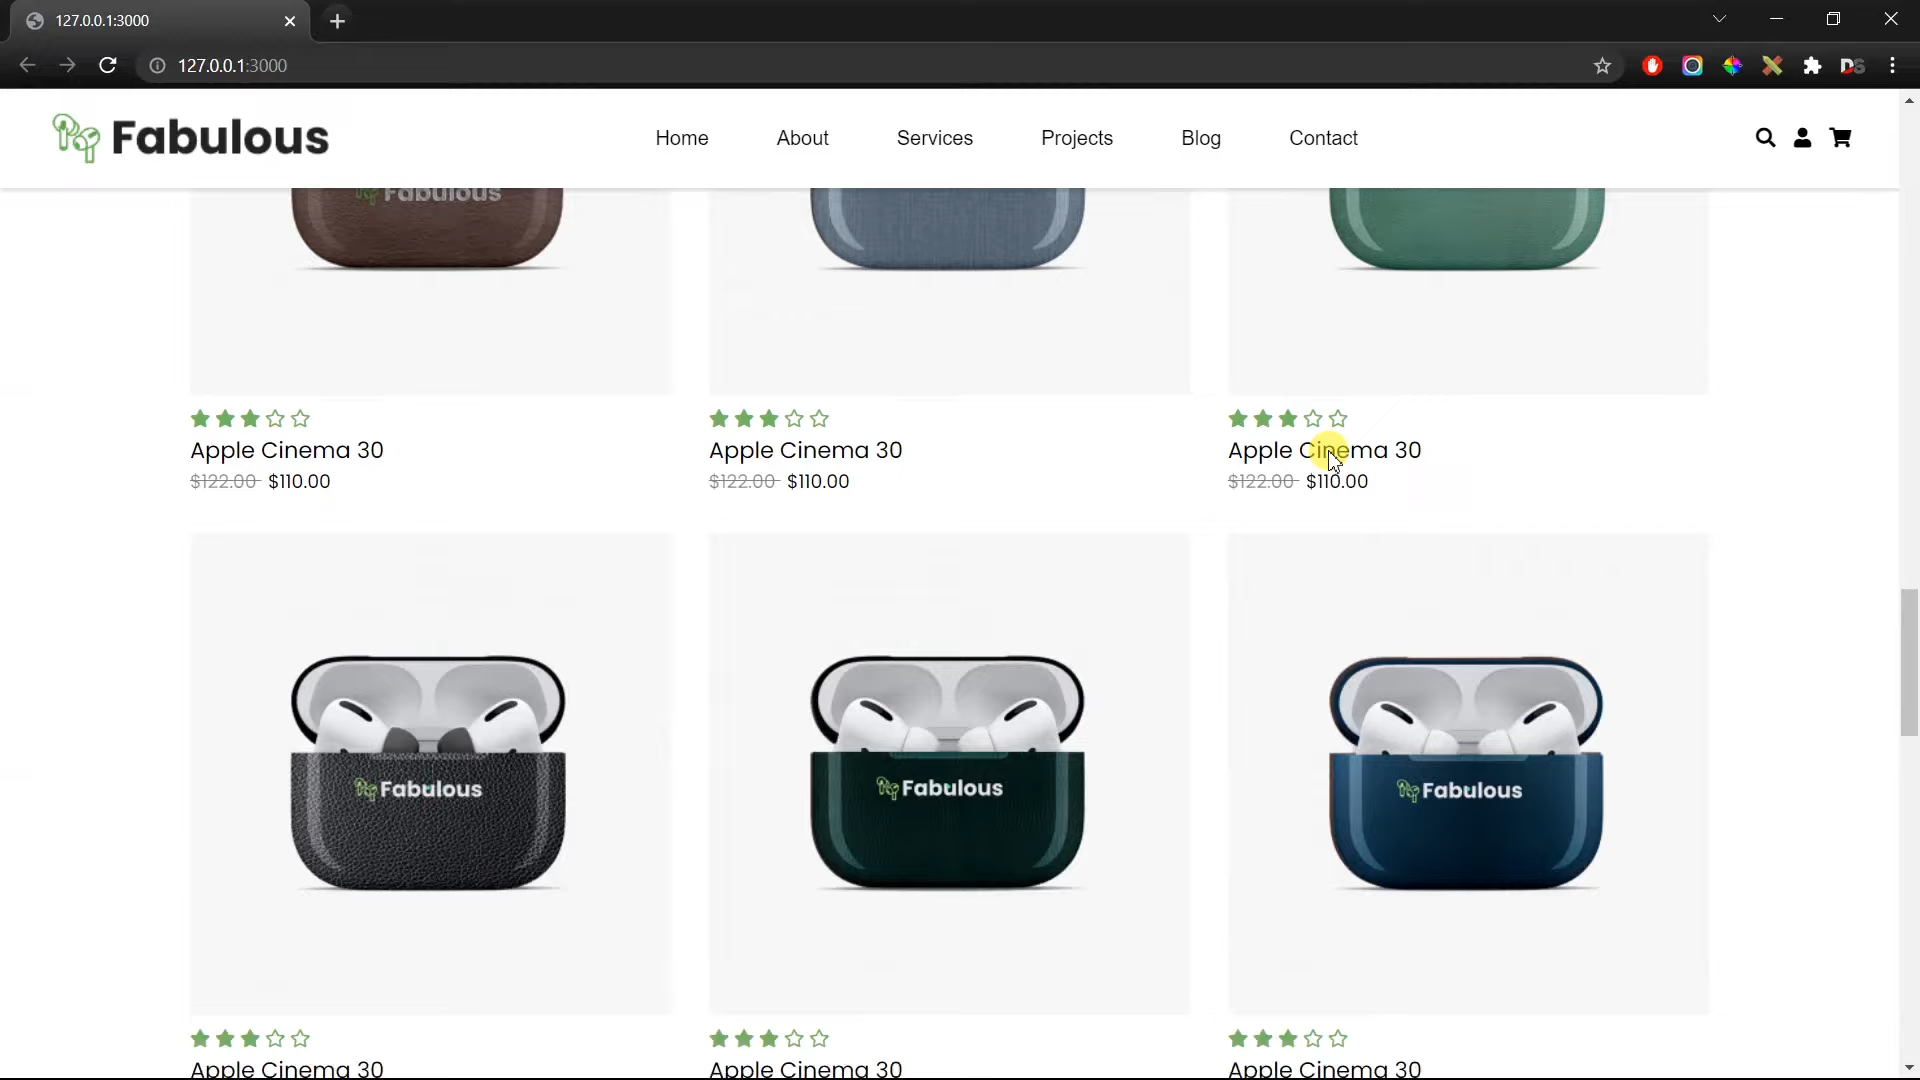 127.0.0.1:3000
127.0.0.1:3000
DS
Fabulous
Home About Services Projects Blog Contact
Fabulous
Apple Cinema 30 Apple Cinema 30 Apple Cinema 30
$122.00 $110.00 $122.00 $110.00 $122.00 $110.00
Fabulous Fabulous Fabulous
Apple Cinema 30 Apple Cinema 30 Apple Cinema 30